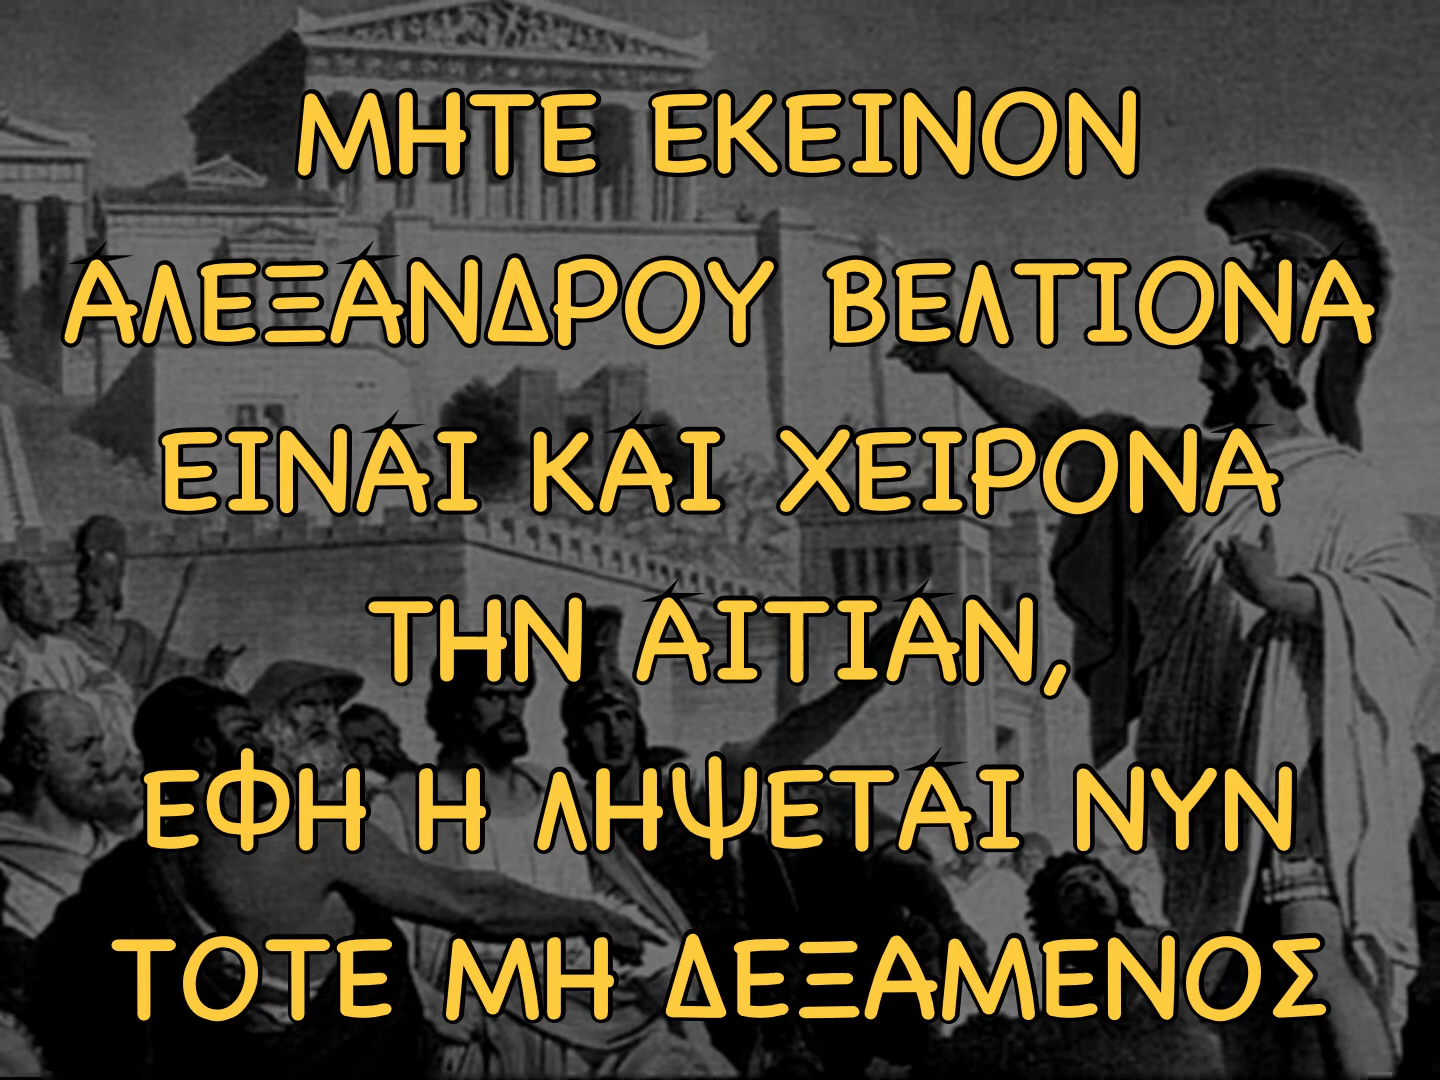 ΜΗΤΕ ΕΚΕΙΝΟΝ
ΑΛΕΞΑΝΔΡΟΥ ΒΕΛΤΙΟΝΑ
ΕΙΝΑΙ ΚΑΙ ΧΕΙΡΟΝΑ
ΤΗΝ ΑΙΤΙΑΝ,
ΕΦΗ Η ΛΗΨΕΤΑΙ ΝΥΝ
ΤΟΤΕ ΜΗ ΔΕΞΑΜΕΝΟΣ